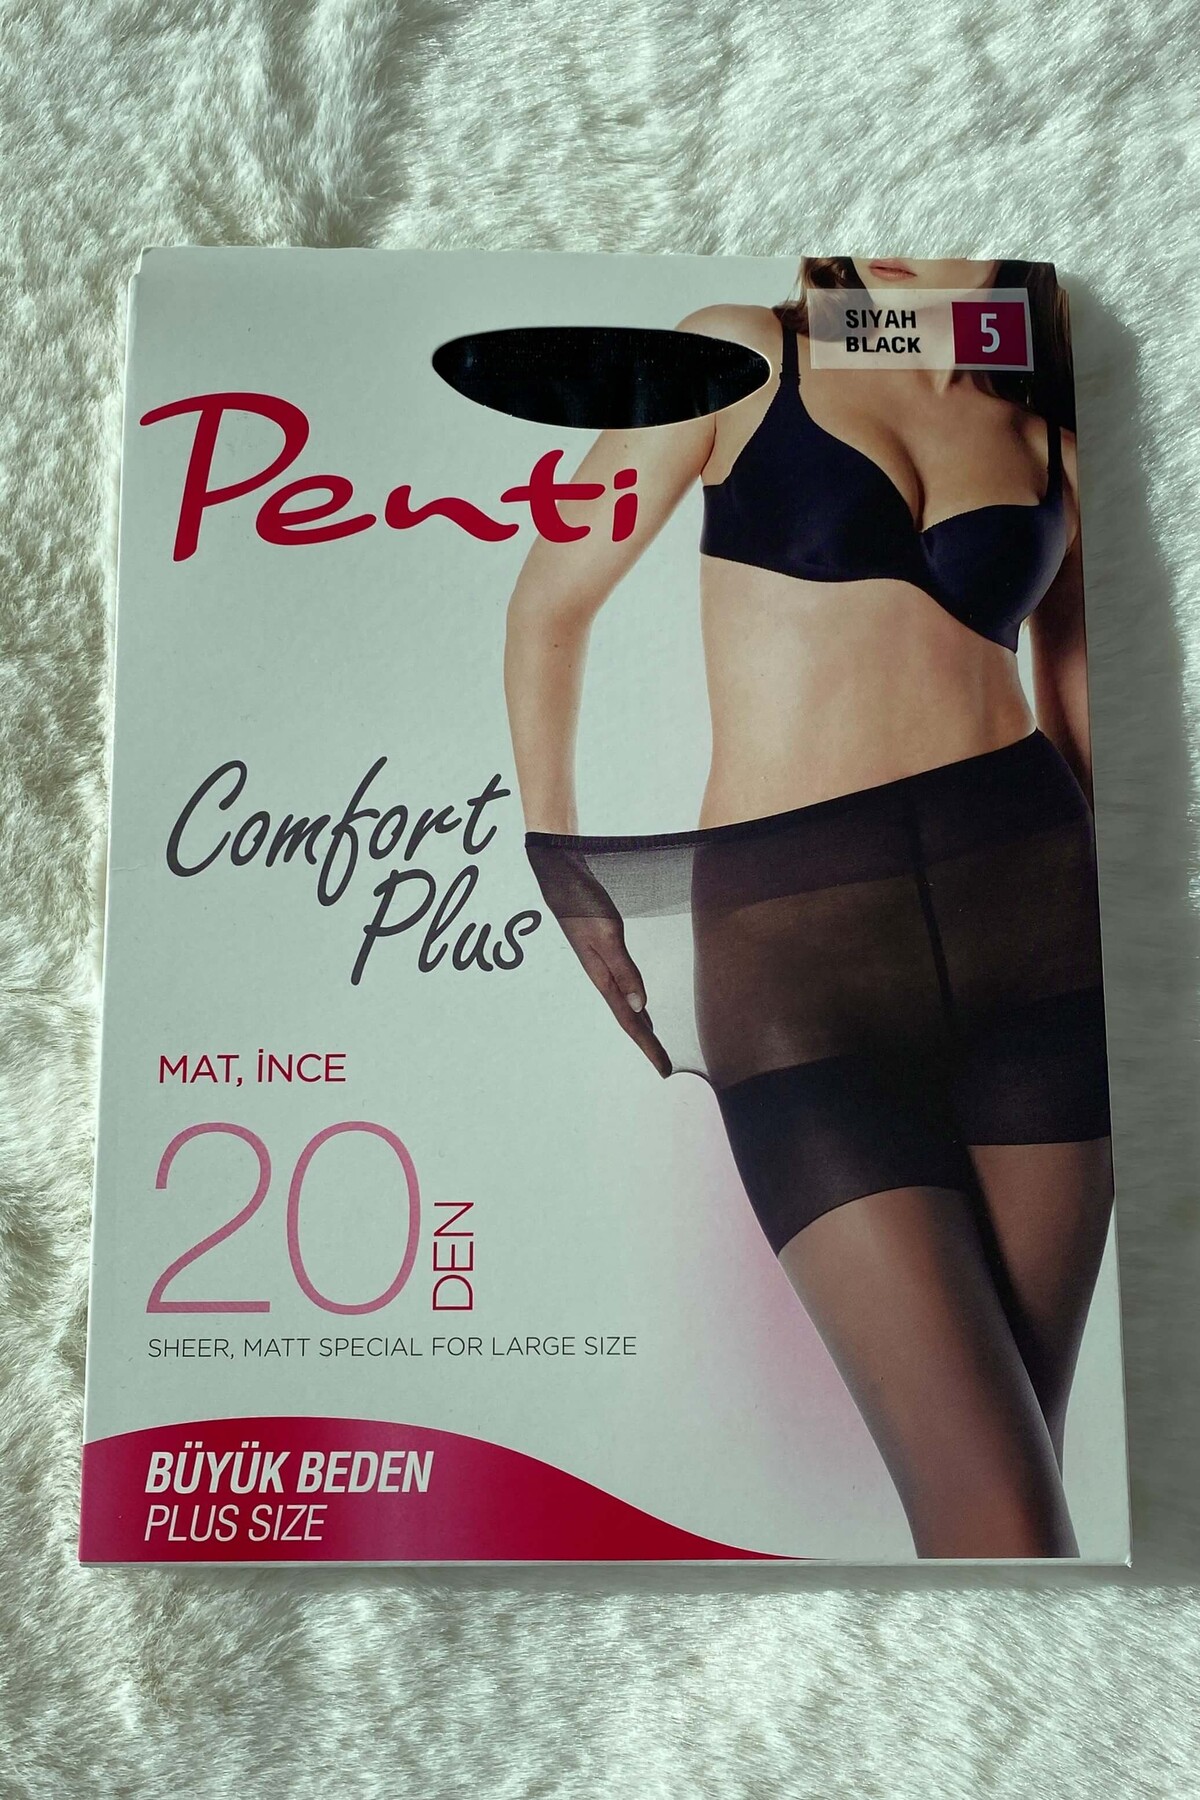 SIYAH
BLACK
5
Penti
Comfort
Plus
MAT, İNCE
20
DEN
SHEER, MATT SPECIAL FOR LARGE SIZE
BÜYÜK BEDEN
PLUS SIZE